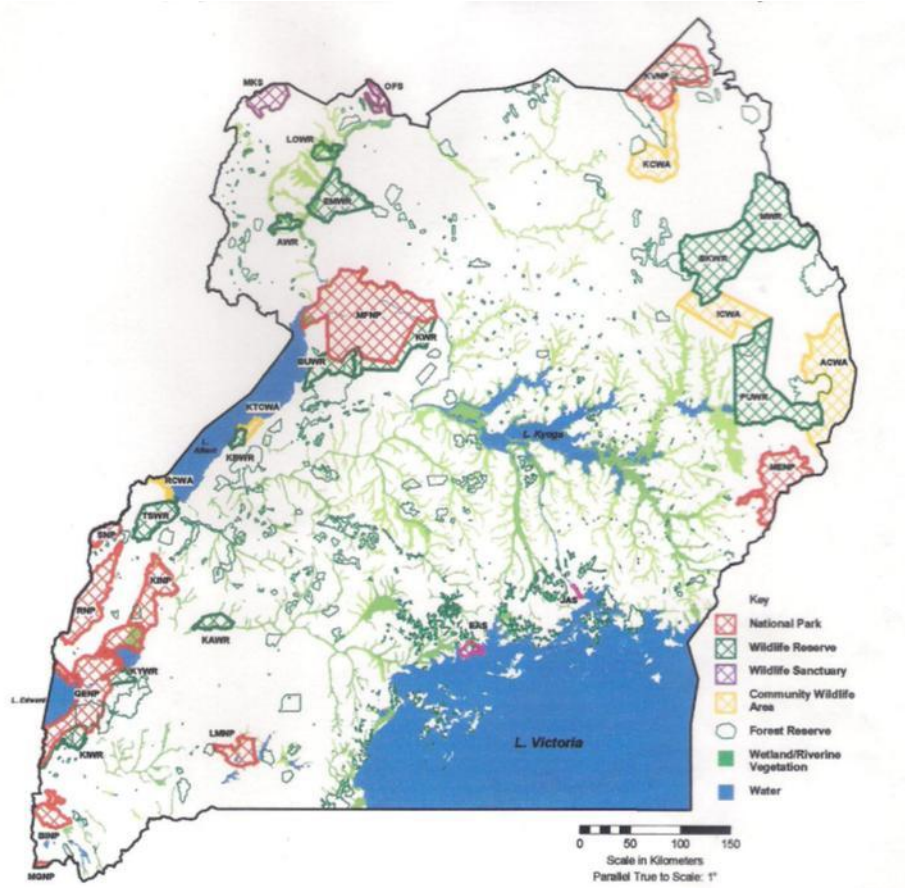 MKS
OFS
KVNP
LOWR
KCWA
EMWR
MWR
AWR
BKWR
MFNP
ICWA
KWR
ACWA
BUWR
PUWR
KTCWA
L. Kyoga
L.
Albert
KBWR
MENP
RCWA
TSWR
SNP
KINP
RNP
JAS
KAWR
EAS
KYWR
QENP
L. Edward
LMNP
KIWR
L. Victoria
BINP
MGNP
Key
National Park
Wildlife Reserve
Wildlife Sanctuary
Community Wildlife
Area
Forest Reserve
Wetland/Riverine
Vegetation
Water
0 50 100 150
Scale in Kilometers
Parallel True to Scale: 1°